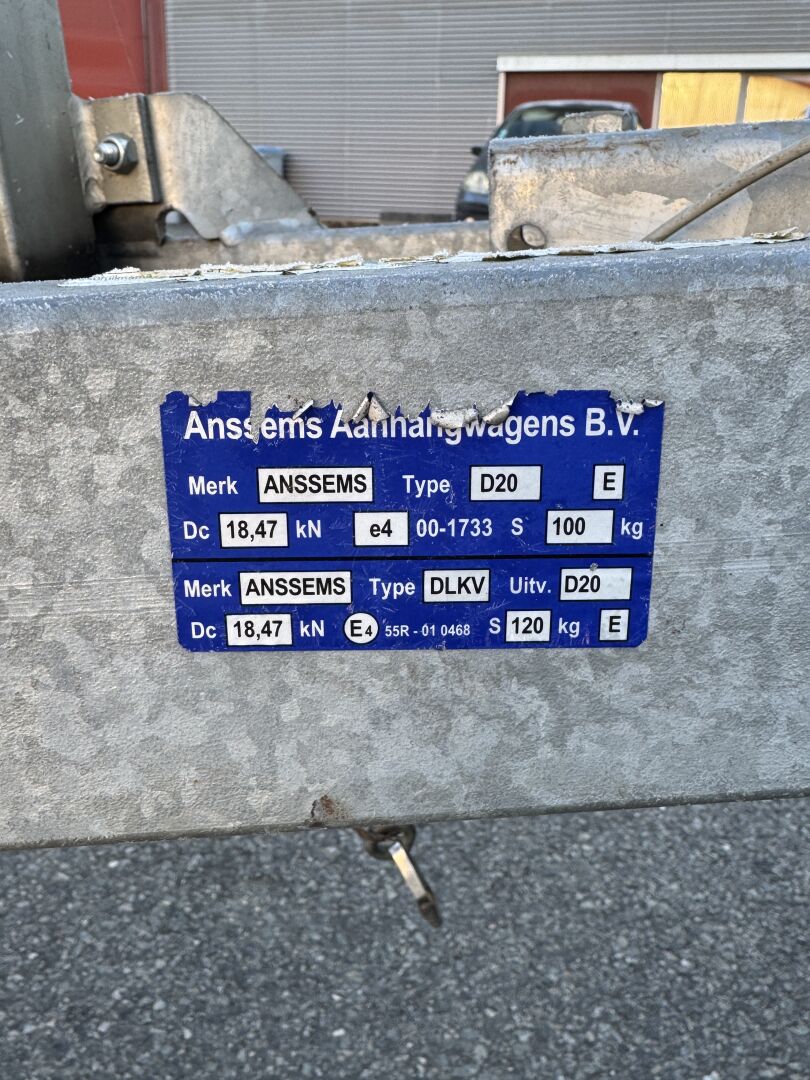 Anssems Aanhangwagens B.V.
Merk ANSSEMS Type D20 E
Dc 18,47 kN e4 00-1733 S 100 kg
Merk ANSSEMS Type DLKV Uitv. D20
Dc 18,47 kN E4 55R - 01 0468 S 120 kg E